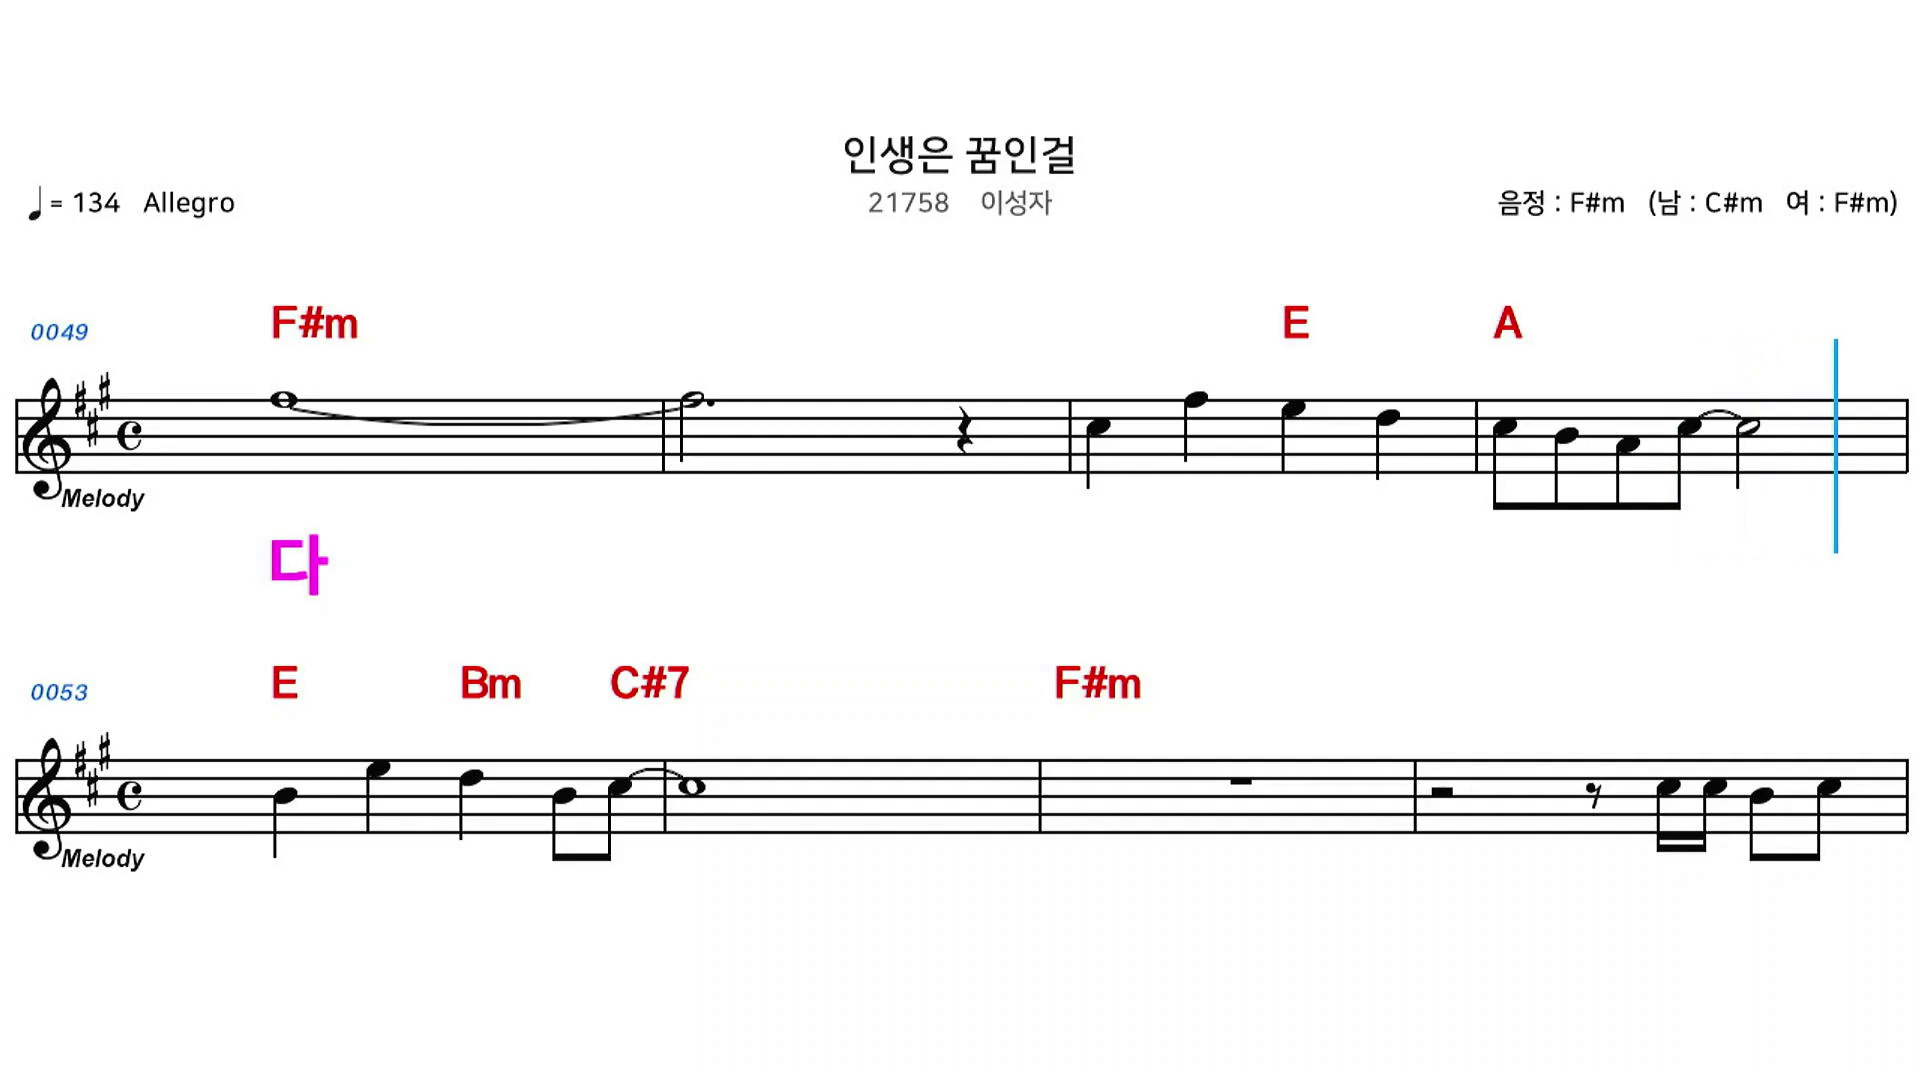 인생은 꿈인걸
= 134 Allegro
21758 이성자
음정 : F#m (남 : C#m 여 : F#m)
0049 F#m E A
Melody
다
0053 E Bm C#7 F#m
Melody